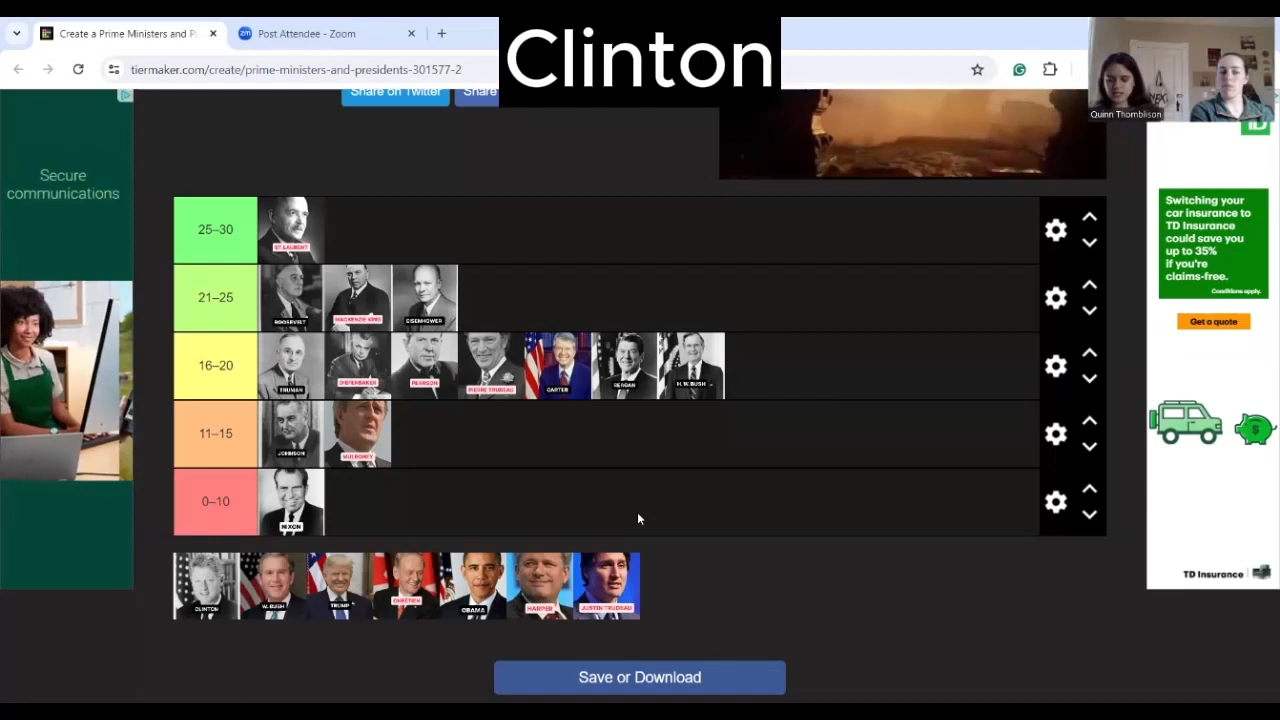 Create a Prime Ministers and P
Post Attendee - Zoom
Clinton
tiermaker.com/create/prime-ministers-and-presidents-301577-2
Quinn Thomblison
Share on Twitter
Share
Secure
communications
25–30
ST. LAURENT
21–25
ROOSEVELT
MACKENZIE KING
EISENHOWER
16–20
TRUMAN
DIEFENBAKER
PEARSON
PIERRE TRUDEAU
CARTER
REAGAN
H. W. BUSH
11–15
JOHNSON
MULRONEY
0–10
NIXON
CLINTON
W. BUSH
TRUMP
CHRÉTIEN
OBAMA
HARPER
JUSTIN TRUDEAU
Save or Download
TD
Switching your
car insurance to
TD Insurance
could save you
up to 35%
if you're
claims-free.
Conditions apply.
Get a quote
TD Insurance